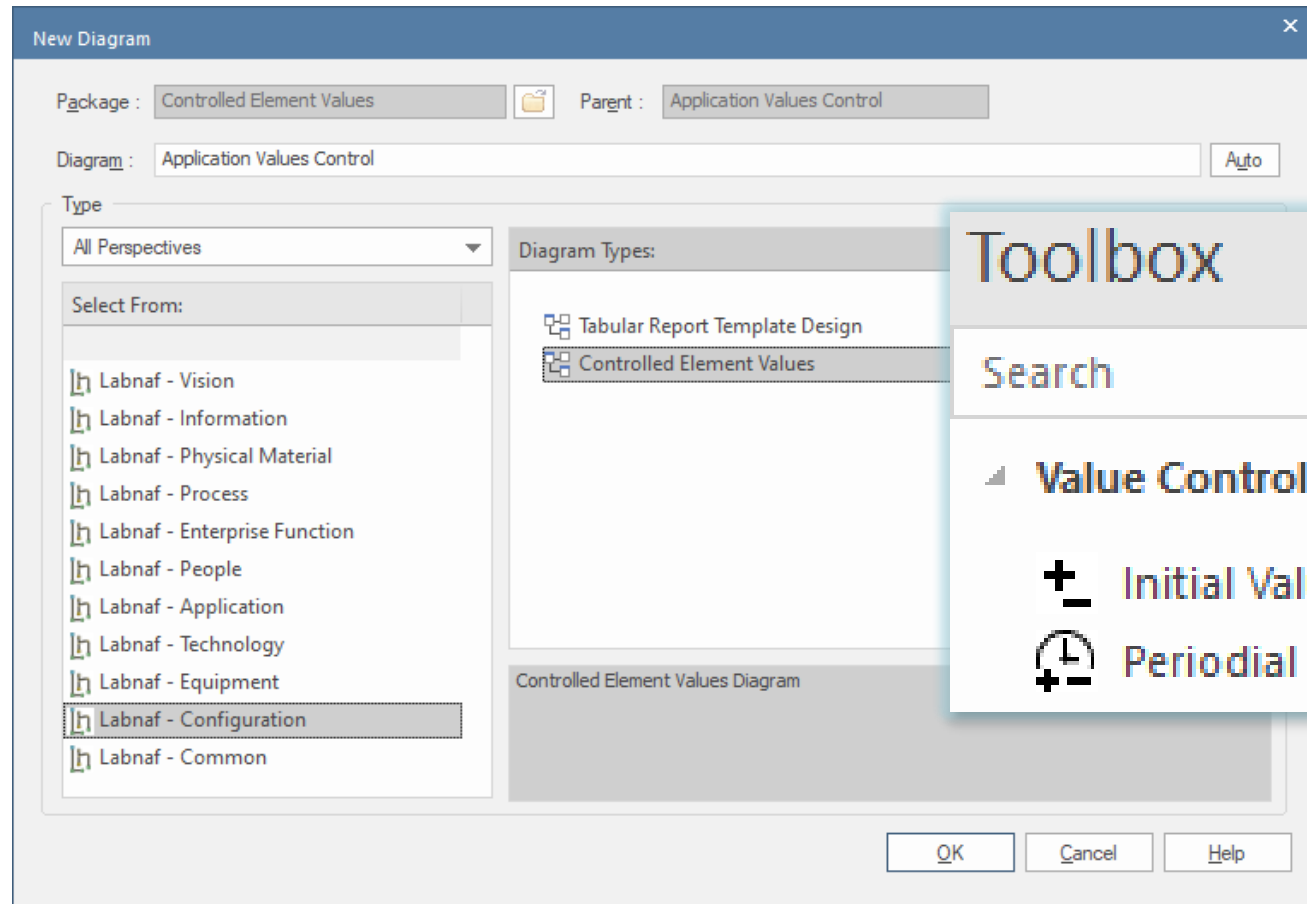 New Diagram
Package : Controlled Element Values Parent : Application Values Control
Diagram : Application Values Control Auto
Type
All Perspectives
Select From:
Labnaf - Vision
Labnaf - Information
Labnaf - Physical Material
Labnaf - Process
Labnaf - Enterprise Function
Labnaf - People
Labnaf - Application
Labnaf - Technology
Labnaf - Equipment
Labnaf - Configuration
Labnaf - Common
Diagram Types:
Tabular Report Template Design
Controlled Element Values
Controlled Element Values Diagram
Toolbox
Search
Value Control
Initial Val
Periodial
OK Cancel Help